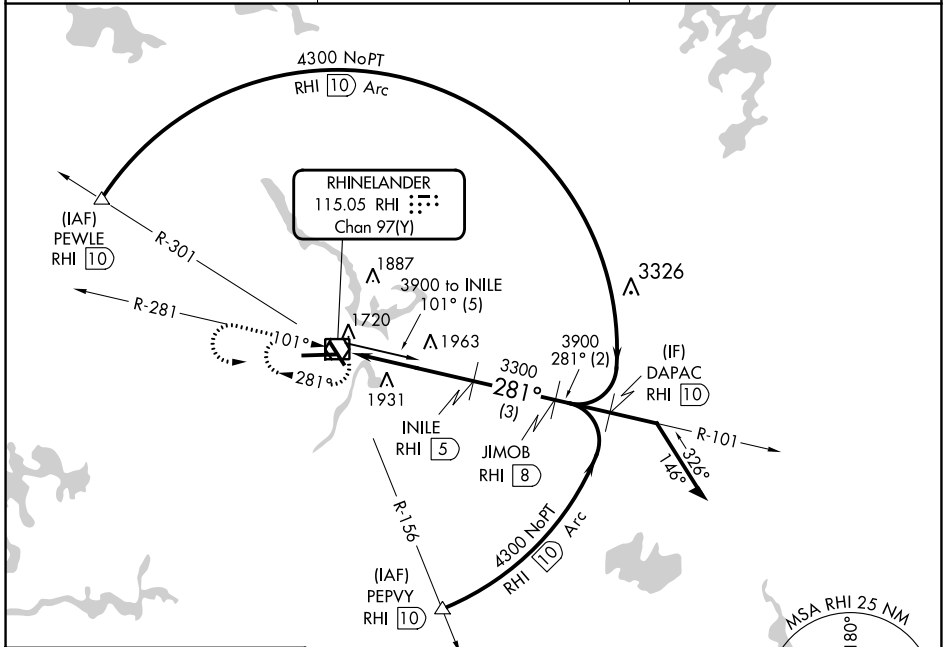 4300 NoPT
RHI 10 Arc
RHINELANDER
115.05 RHI
Chan 97(Y)
(IAF)
PEWLE
RHI 10
R-301
1887
3900 to INILE
101° (5)
3326
R-281
1720
101°
1963
3900
281° (2)
(IF)
DAPAC
RHI 10
281°
3300
281°
(3)
1931
INILE
RHI 5
JIMOB
RHI 8
R-101
326°
146°
R-156
4300 NoPT
RHI 10 Arc
(IAF)
PEPVY
RHI 10
MSA RHI 25 NM
180°